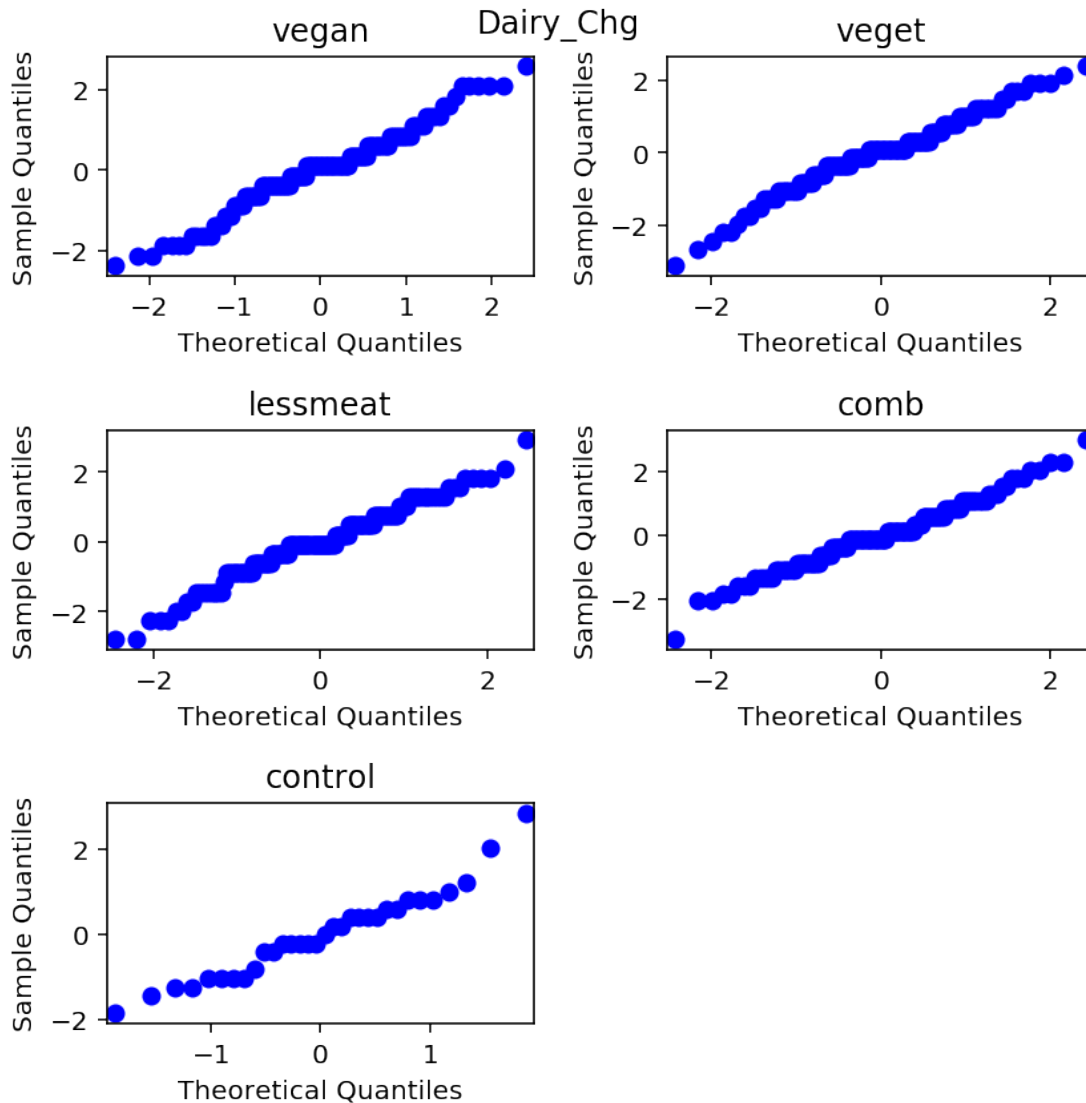 Dairy_Chg
vegan
Sample Quantiles
2
0
−2
−2 −1 0 1 2
Theoretical Quantiles
veget
Sample Quantiles
2
0
−2
−2 0 2
Theoretical Quantiles
lessmeat
Sample Quantiles
2
0
−2
−2 0 2
Theoretical Quantiles
comb
Sample Quantiles
2
0
−2
−2 0 2
Theoretical Quantiles
control
Sample Quantiles
2
0
−2
−1 0 1
Theoretical Quantiles